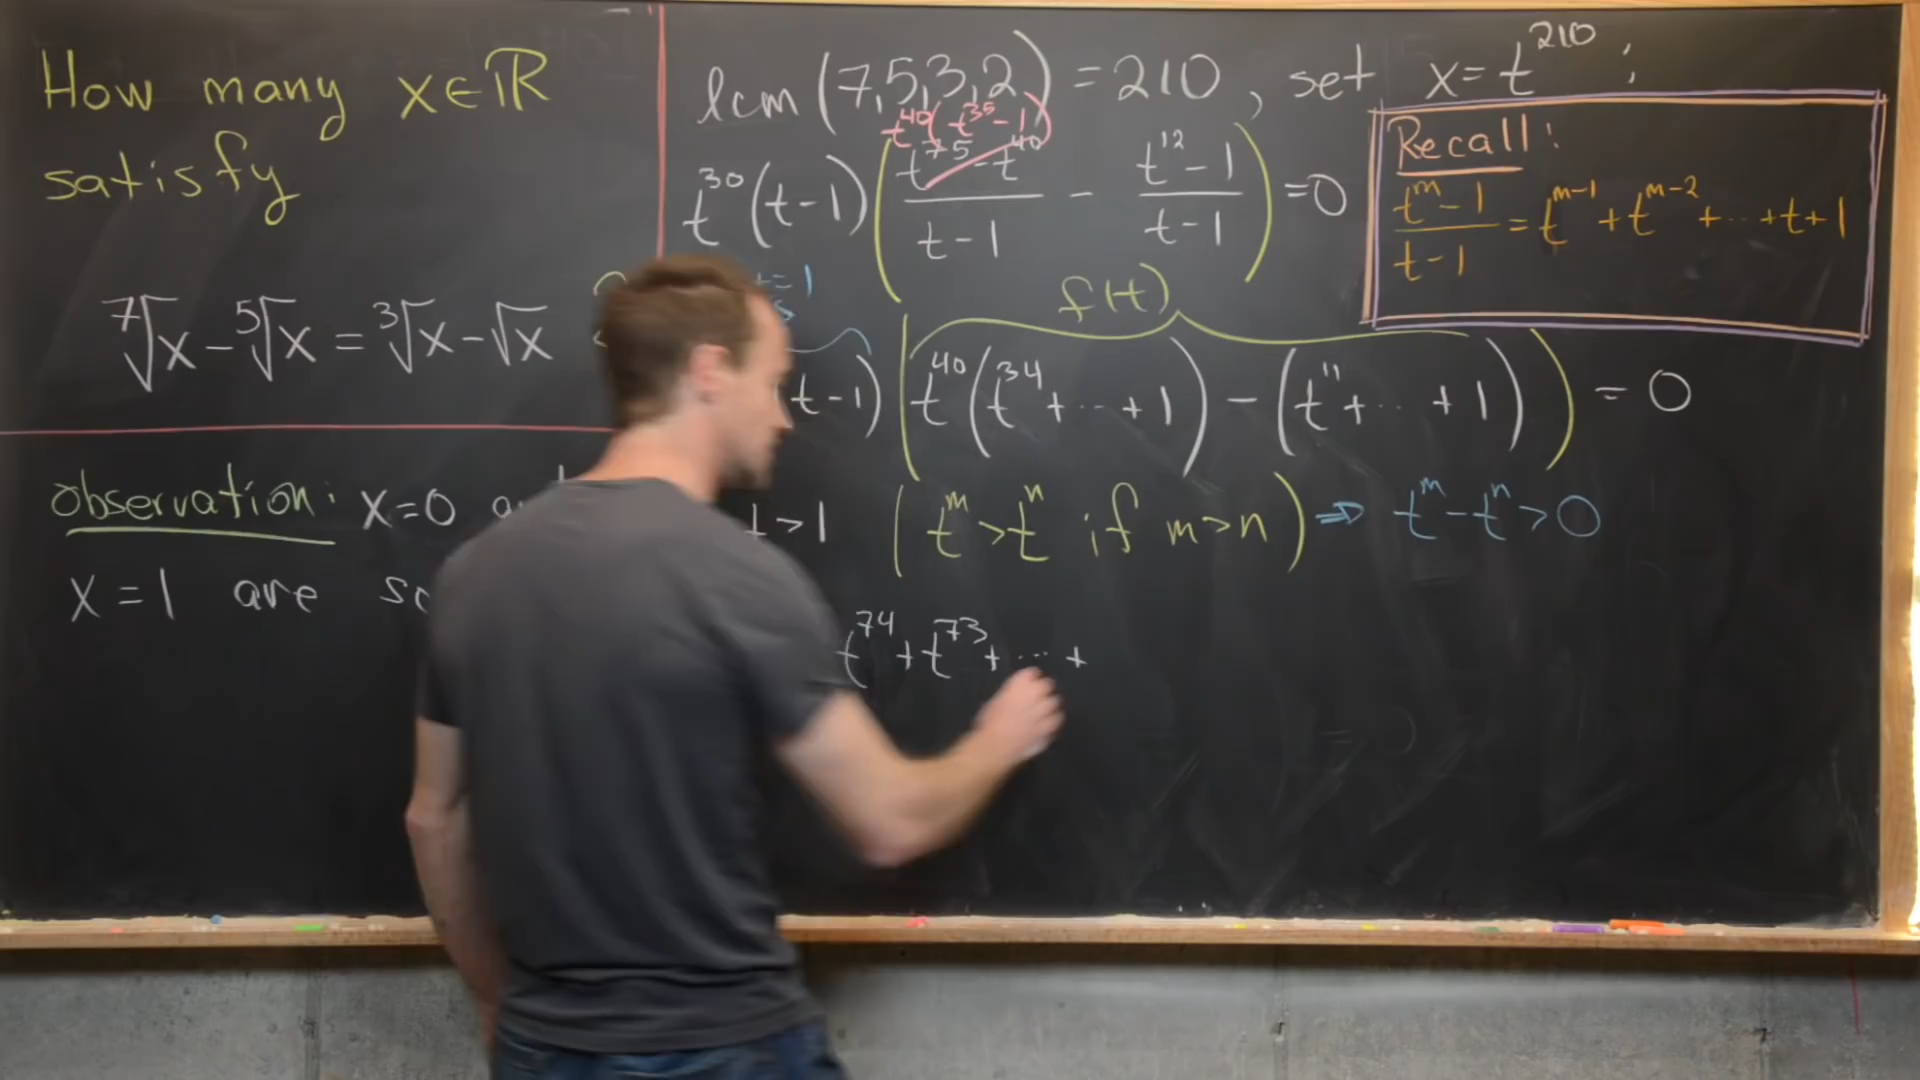 How many x∈ℝ
satisfy
⁷√x - ⁵√x = ³√x - √x
observation: x=0
x=1 are
lcm (7,5,3,2) = 210, set x = t²¹⁰ ;
t⁴⁰(t³⁵-1)
t³⁰(t-1)((t⁷⁵-t⁴⁰)/(t-1) - (t¹²-1)/(t-1)) = 0
Recall:
(tᵐ-1)/(t-1) = tᵐ⁻¹ + tᵐ⁻² + ⋯ + t + 1
t=1
f(t)
t-1) (t⁴⁰(t³⁴ + ⋯ + 1) - (t¹¹ + ⋯ + 1)) = 0
t > 1 (tᵐ > tⁿ if m > n) ⇒ tᵐ - tⁿ > 0
t⁷⁴ + t⁷³ + ⋯ +